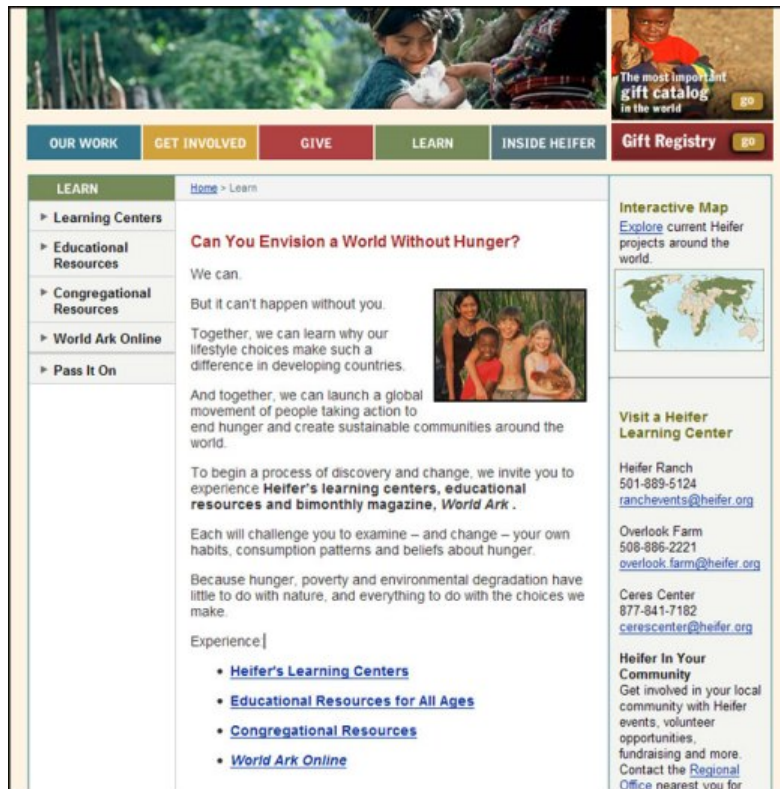 The most important
gift catalog
in the world
go
OUR WORK
GET INVOLVED
GIVE
LEARN
INSIDE HEIFER
Gift Registry
go
LEARN
Learning Centers
Educational
Resources
Congregational
Resources
World Ark Online
Pass It On
Home > Learn
Can You Envision a World Without Hunger?
We can.
But it can't happen without you.
Together, we can learn why our
lifestyle choices make such a
difference in developing countries.
And together, we can launch a global
movement of people taking action to
end hunger and create sustainable communities around the
world.
To begin a process of discovery and change, we invite you to
experience Heifer's learning centers, educational
resources and bimonthly magazine, World Ark .
Each will challenge you to examine – and change – your own
habits, consumption patterns and beliefs about hunger.
Because hunger, poverty and environmental degradation have
little to do with nature, and everything to do with the choices we
make.
Experience
• Heifer's Learning Centers
• Educational Resources for All Ages
• Congregational Resources
• World Ark Online
Interactive Map
Explore current Heifer
projects around the
world.
Visit a Heifer
Learning Center
Heifer Ranch
501-889-5124
ranchevents@heifer.org
Overlook Farm
508-886-2221
overlook.farm@heifer.org
Ceres Center
877-841-7182
cerescenter@heifer.org
Heifer In Your
Community
Get involved in your local
community with Heifer
events, volunteer
opportunities,
fundraising and more.
Contact the Regional
Office nearest you for